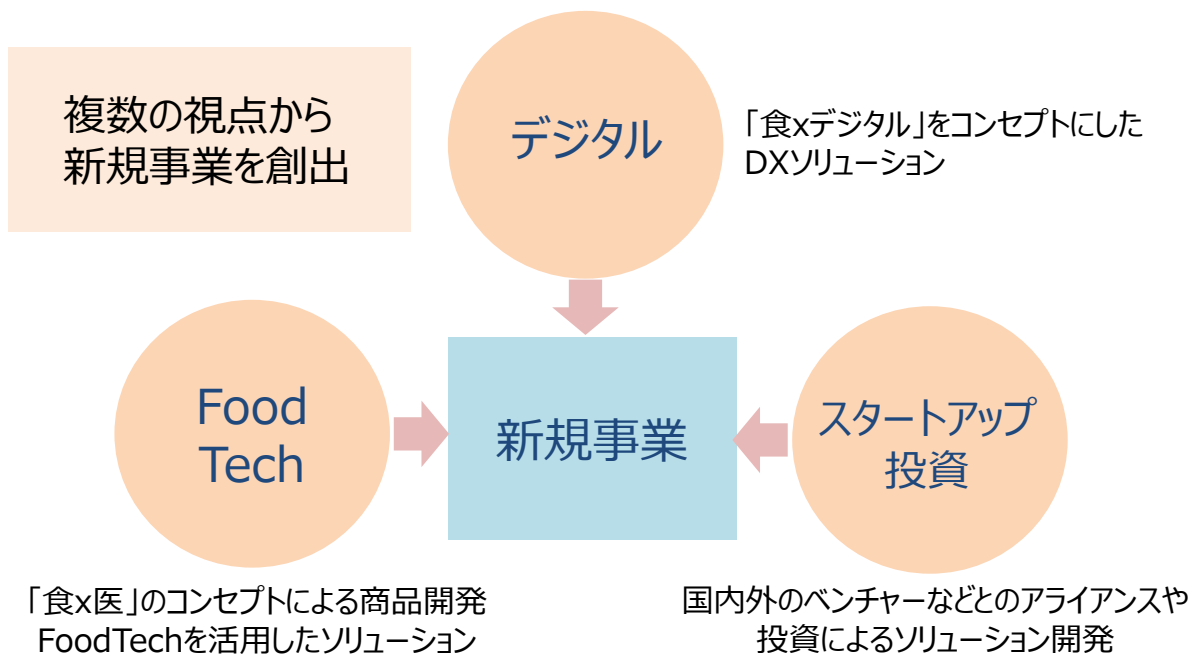 複数の視点から
新規事業を創出
デジタル
「食xデジタル」をコンセプトにした
DXソリューション
Food
Tech
新規事業
スタートアップ
投資
「食x医」のコンセプトによる商品開発
FoodTechを活用したソリューション
国内外のベンチャーなどとのアライアンスや
投資によるソリューション開発